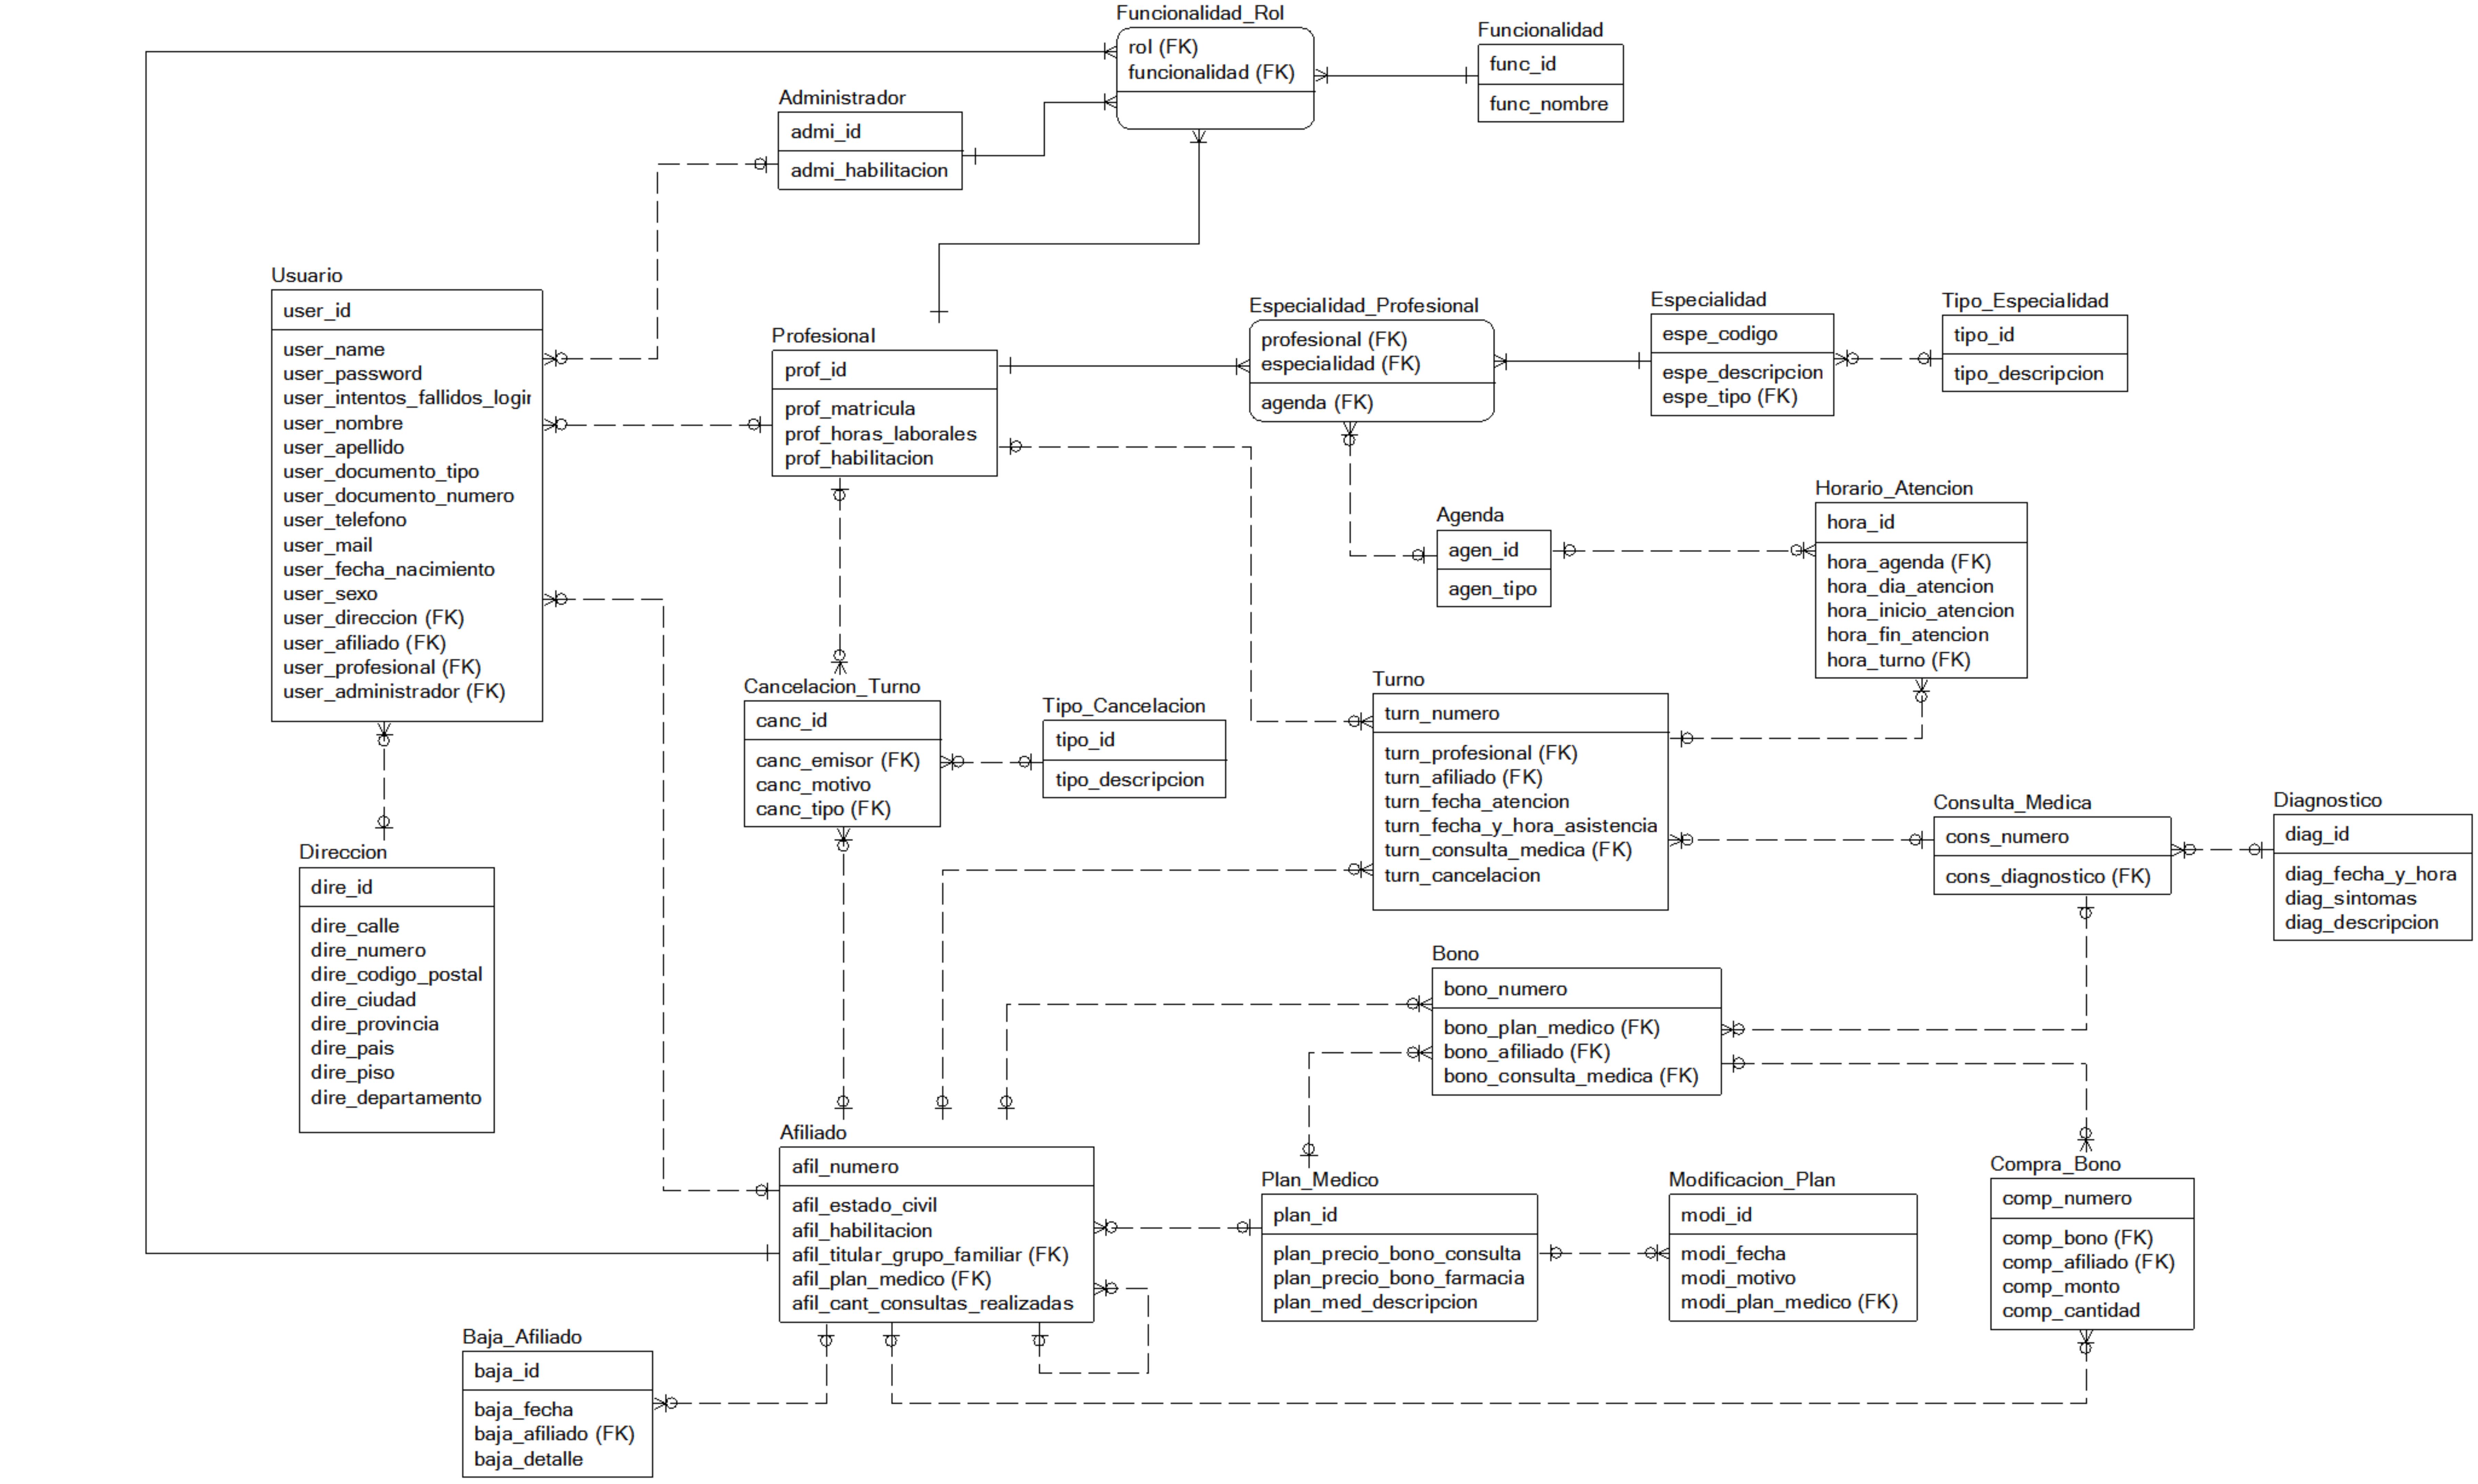 Funcionalidad_Rol
rol (FK)
funcionalidad (FK)
Funcionalidad
func_id
func_nombre
Administrador
admi_id
admi_habilitacion
Usuario
user_id
user_name
user_password
user_intentos_fallidos_login
user_nombre
user_apellido
user_documento_tipo
user_documento_numero
user_telefono
user_mail
user_fecha_nacimiento
user_sexo
user_direccion (FK)
user_afiliado (FK)
user_profesional (FK)
user_administrador (FK)
Profesional
prof_id
prof_matricula
prof_horas_laborales
prof_habilitacion
Especialidad_Profesional
profesional (FK)
especialidad (FK)
agenda (FK)
Especialidad
espe_codigo
espe_descripcion
espe_tipo (FK)
Tipo_Especialidad
tipo_id
tipo_descripcion
Agenda
agen_id
agen_tipo
Horario_Atencion
hora_id
hora_agenda (FK)
hora_dia_atencion
hora_inicio_atencion
hora_fin_atencion
hora_turno (FK)
Cancelacion_Turno
canc_id
canc_emisor (FK)
canc_motivo
canc_tipo (FK)
Tipo_Cancelacion
tipo_id
tipo_descripcion
Turno
turn_numero
turn_profesional (FK)
turn_afiliado (FK)
turn_fecha_atencion
turn_fecha_y_hora_asistencia
turn_consulta_medica (FK)
turn_cancelacion
Consulta_Medica
cons_numero
cons_diagnostico (FK)
Diagnostico
diag_id
diag_fecha_y_hora
diag_sintomas
diag_descripcion
Direccion
dire_id
dire_calle
dire_numero
dire_codigo_postal
dire_ciudad
dire_provincia
dire_pais
dire_piso
dire_departamento
Bono
bono_numero
bono_plan_medico (FK)
bono_afiliado (FK)
bono_consulta_medica (FK)
Afiliado
afil_numero
afil_estado_civil
afil_habilitacion
afil_titular_grupo_familiar (FK)
afil_plan_medico (FK)
afil_cant_consultas_realizadas
Plan_Medico
plan_id
plan_precio_bono_consulta
plan_precio_bono_farmacia
plan_med_descripcion
Modificacion_Plan
modi_id
modi_fecha
modi_motivo
modi_plan_medico (FK)
Compra_Bono
comp_numero
comp_bono (FK)
comp_afiliado (FK)
comp_monto
comp_cantidad
Baja_Afiliado
baja_id
baja_fecha
baja_afiliado (FK)
baja_detalle